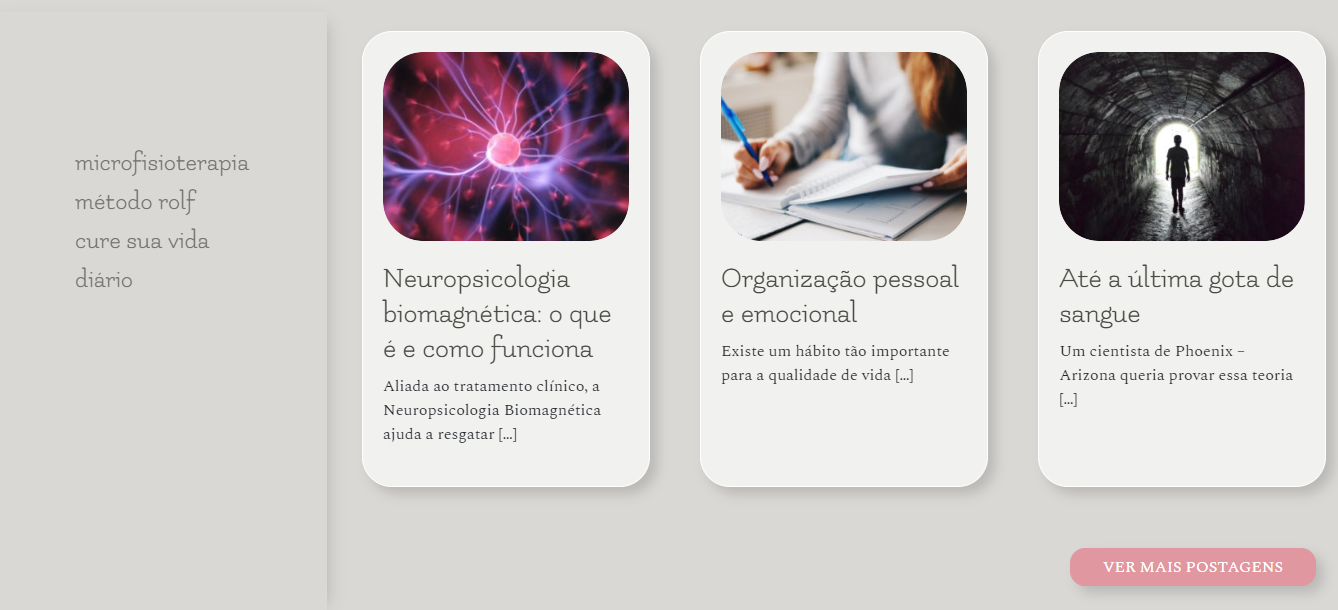 microfisioterapia
método rolf
cure sua vida
diário
Neuropsicologia
biomagnética: o que
é e como funciona
Aliada ao tratamento clínico, a
Neuropsicologia Biomagnética
ajuda a resgatar [...]
Organização pessoal
e emocional
Existe um hábito tão importante
para a qualidade de vida [...]
Até a última gota de
sangue
Um cientista de Phoenix –
Arizona queria provar essa teoria
[...]
VER MAIS POSTAGENS